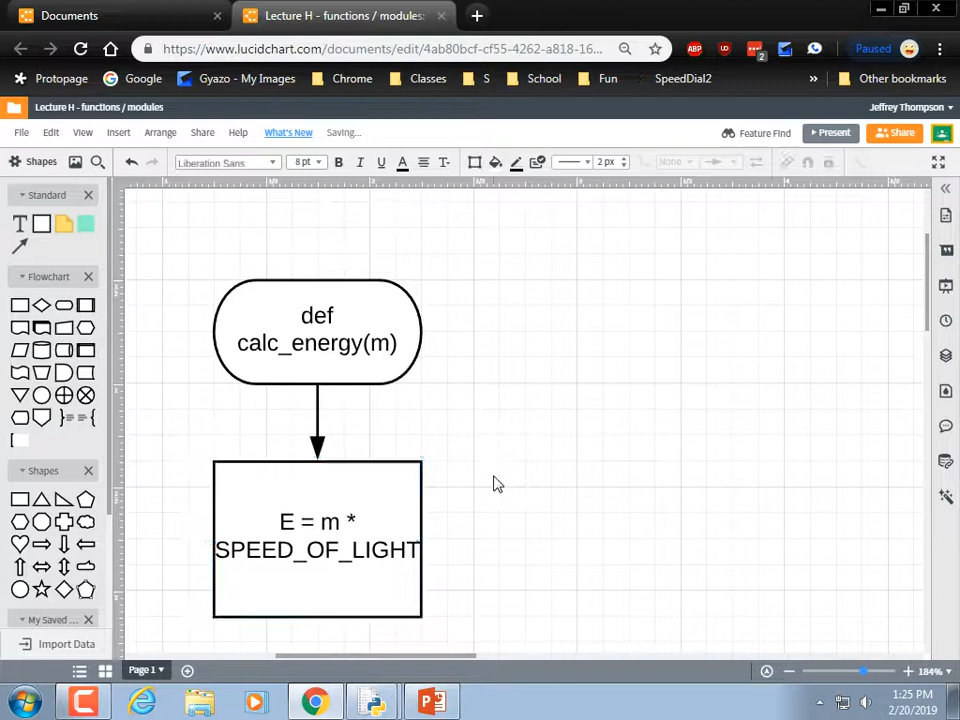 Documents
Lecture H - functions / modules:
https://www.lucidchart.com/documents/edit/4ab80bcf-cf55-4262-a818-16...
ABP
2
Paused
Protopage
Google
Gyazo - My Images
Chrome
Classes
S
School
Fun
SpeedDial2
»
Other bookmarks
Lecture H - functions / modules
Jeffrey Thompson
File Edit View Insert Arrange Share Help What's New Saving...
Feature Find
Present
Share
Shapes
Liberation Sans
8 pt
B I U A T
2 px
None
Standard
T
Flowchart
Shapes
My Saved ...
Import Data
def
calc_energy(m)
E = m *
SPEED_OF_LIGHT
Page 1
184%
1:25 PM
2/20/2019